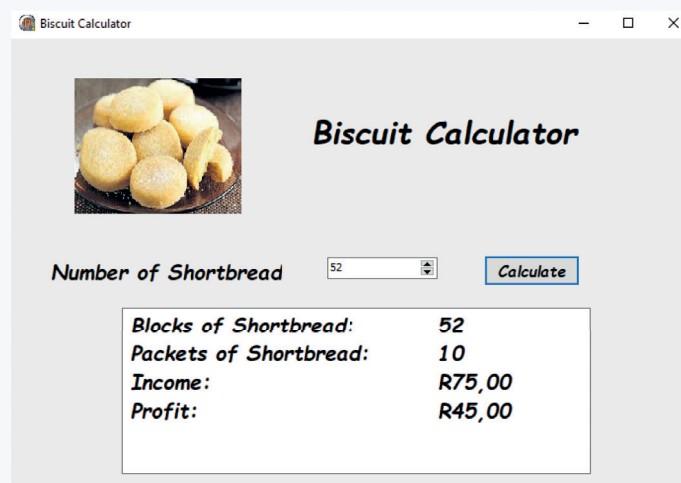 Biscuit Calculator
Biscuit Calculator
Number of Shortbread 52 Calculate
Blocks of Shortbread: 52
Packets of Shortbread: 10
Income: R75,00
Profit: R45,00